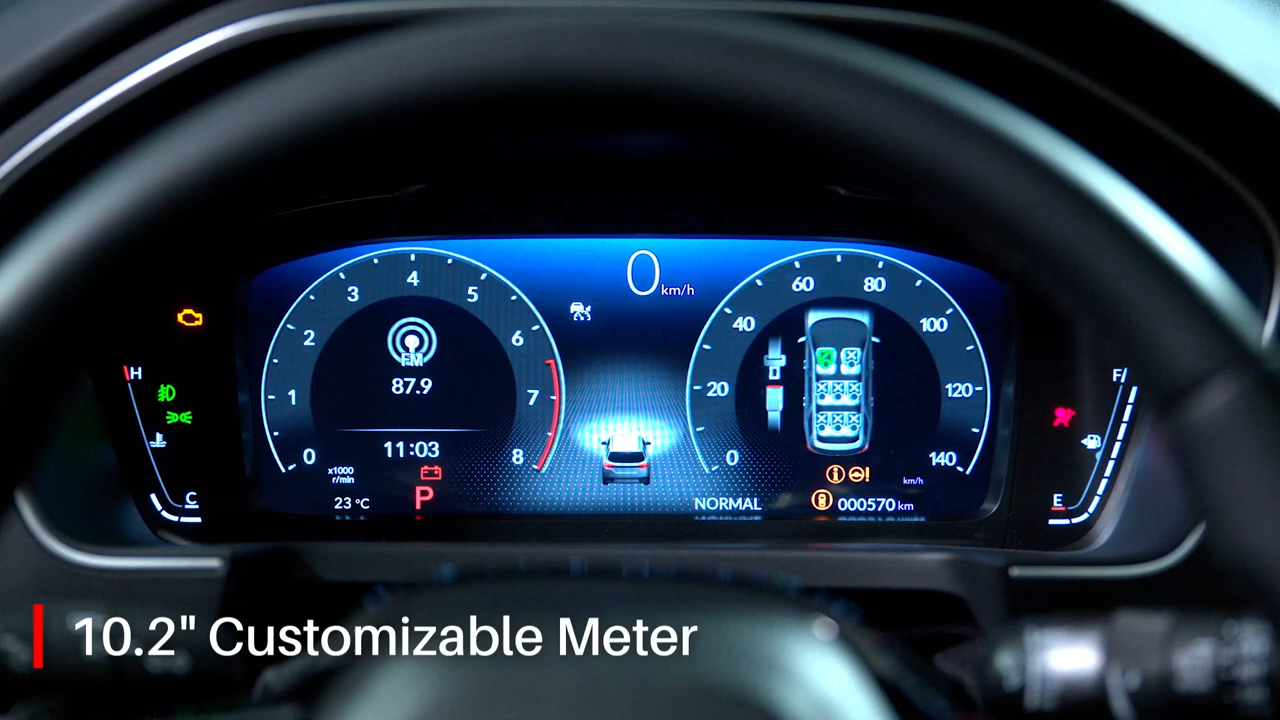 0 km/h
4
3
5
2
6
1
7
0
8
FM
87.9
11:03
x1000
r/min
23 °C
P
60
80
40
100
20
120
0
140
km/h
NORMAL
000570 km
H
C
F
E
10.2" Customizable Meter